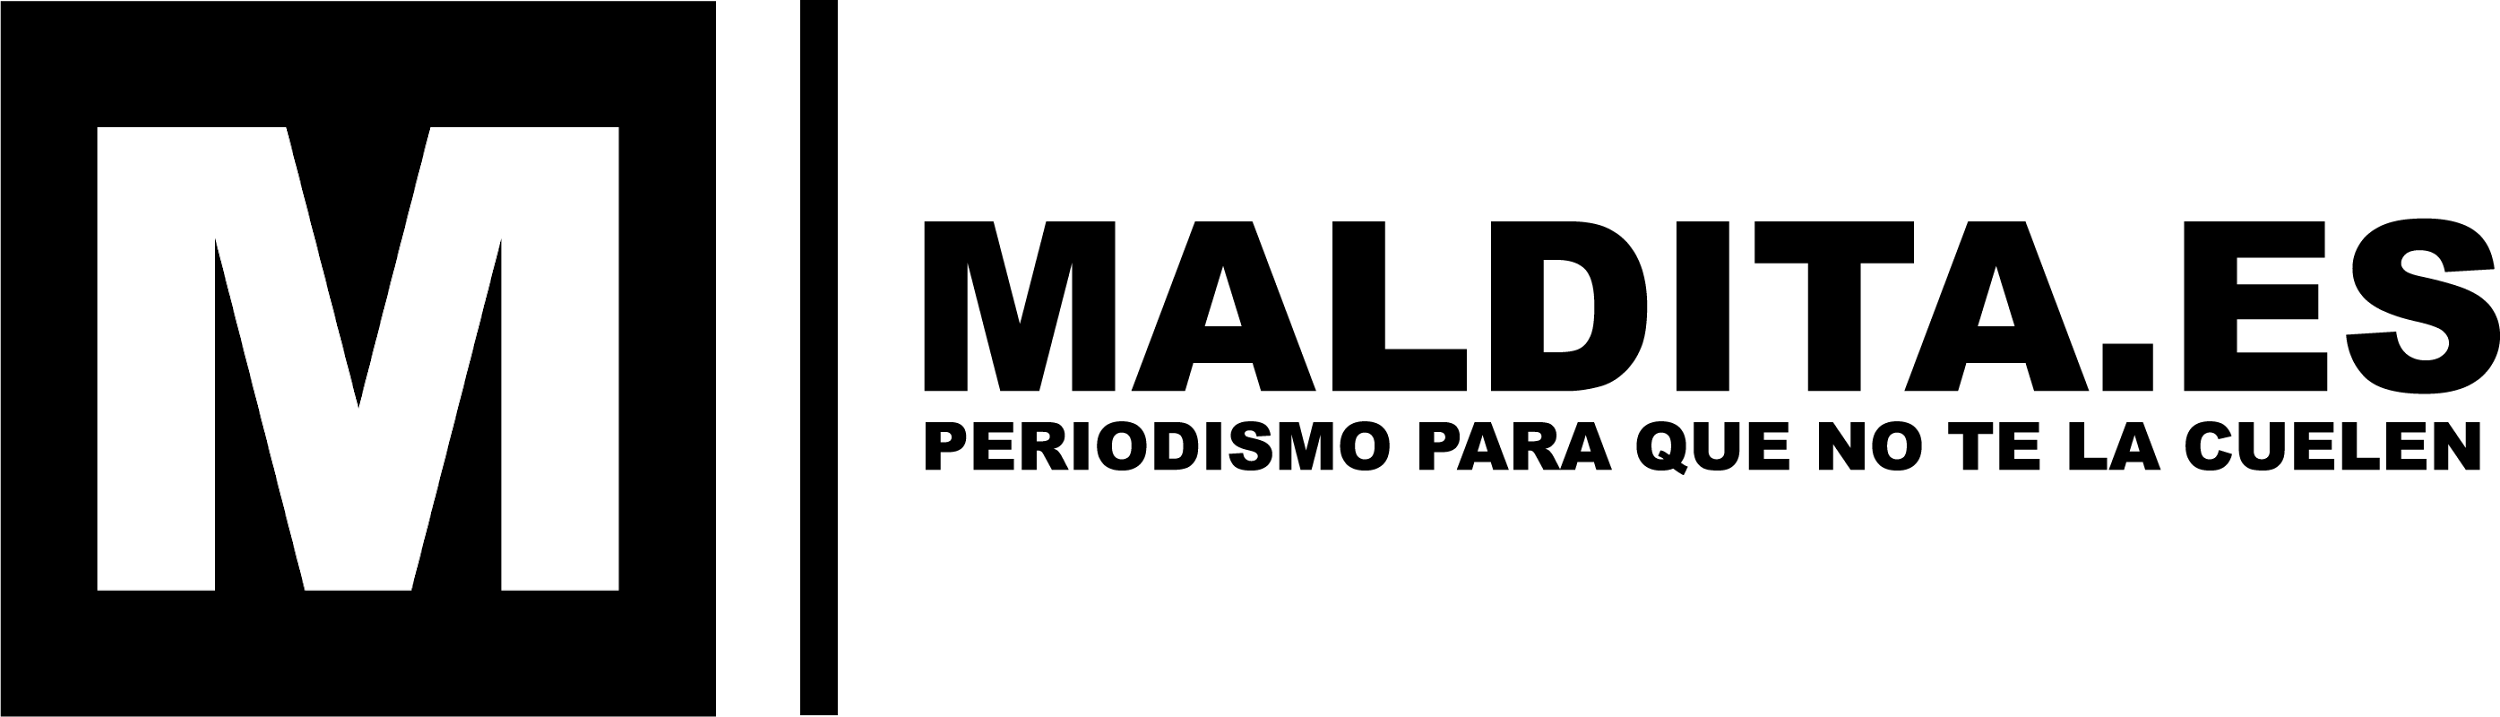 M
MALDITA.ES
PERIODISMO PARA QUE NO TE LA CUELEN